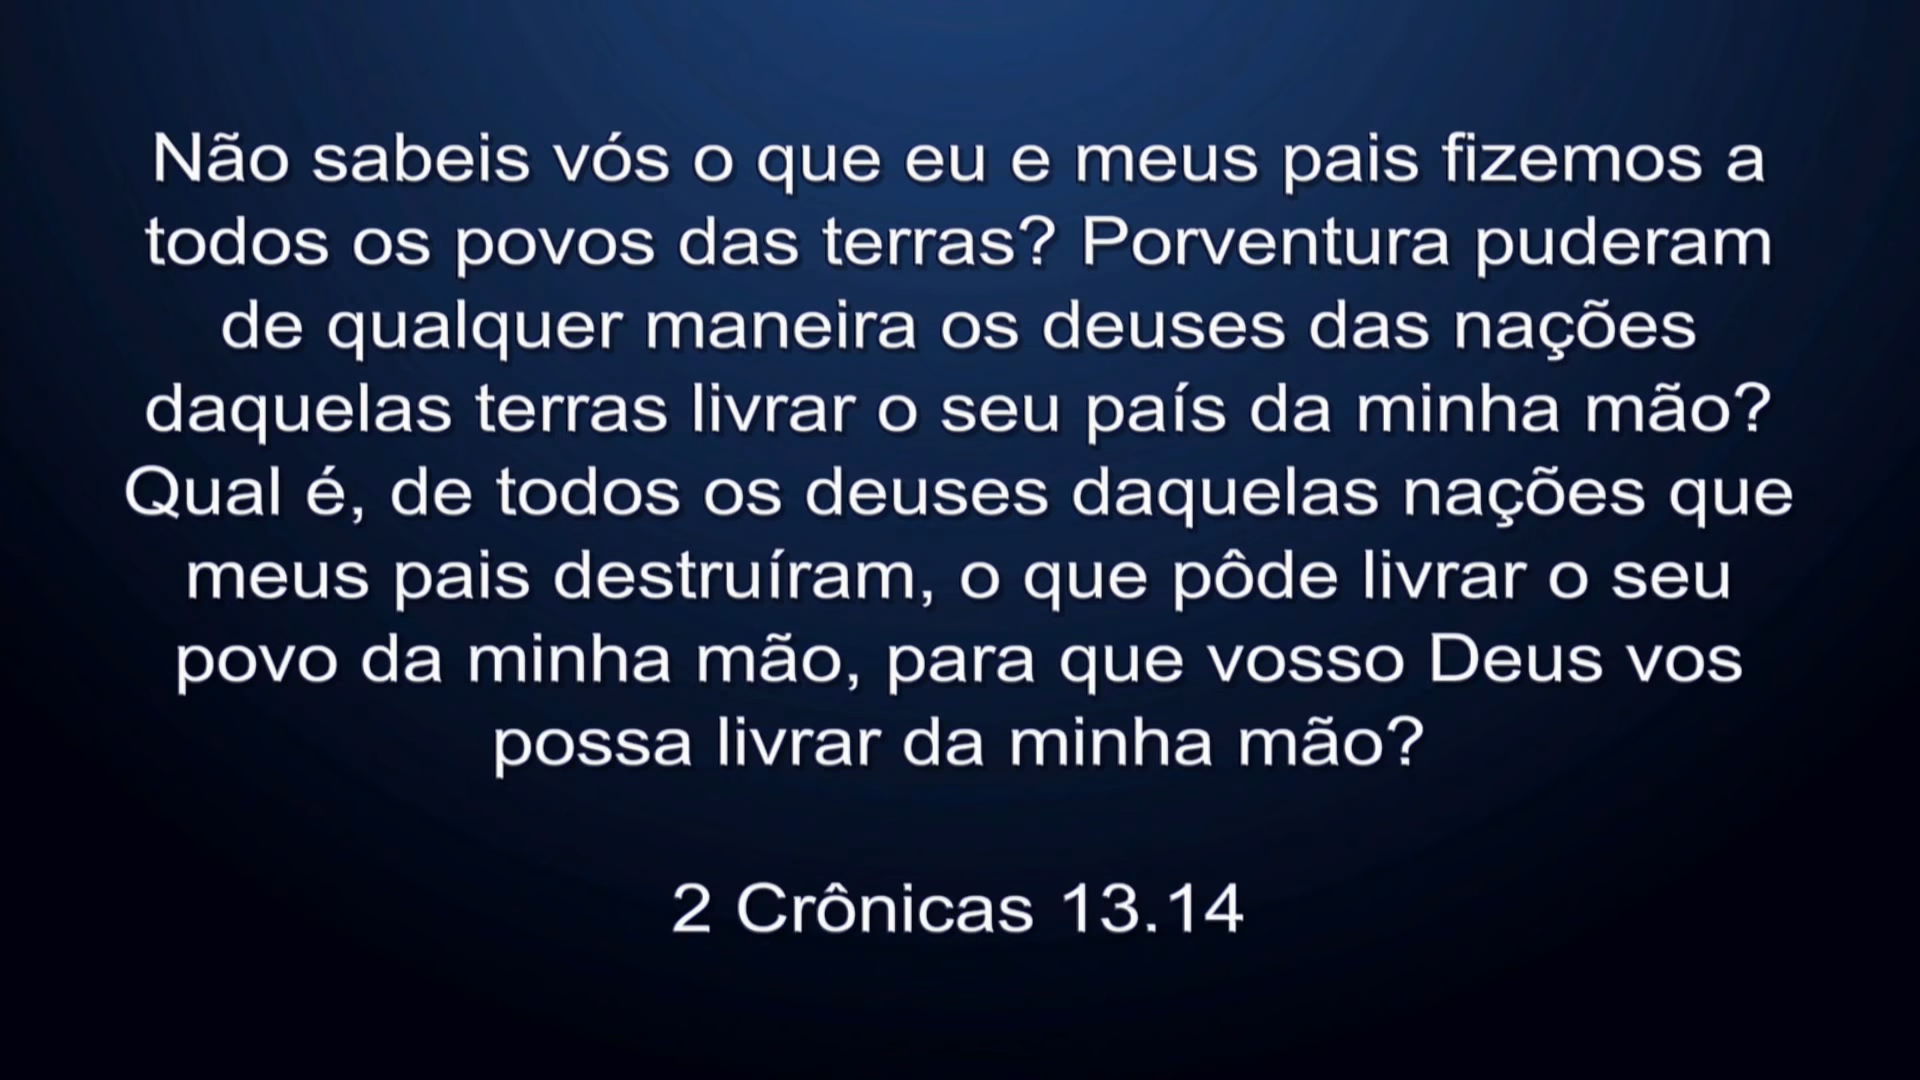 Não sabeis vós o que eu e meus pais fizemos a
todos os povos das terras? Porventura puderam
de qualquer maneira os deuses das nações
daquelas terras livrar o seu país da minha mão?
Qual é, de todos os deuses daquelas nações que
meus pais destruíram, o que pôde livrar o seu
povo da minha mão, para que vosso Deus vos
possa livrar da minha mão?
2 Crônicas 13.14